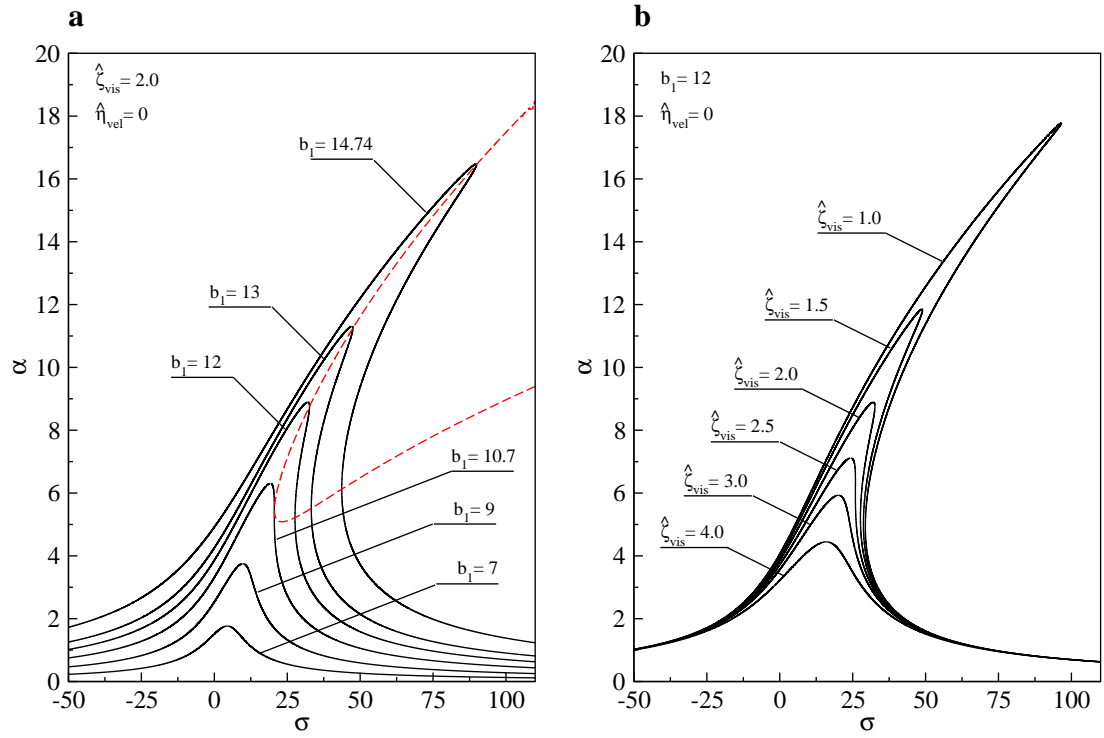 a
ζ̂vis= 2.0
η̂vel= 0
b1= 14.74
b1= 13
b1= 12
b1= 10.7
b1= 9
b1= 7
α
20
18
16
14
12
10
8
6
4
2
0
-50 -25 0 25 50 75 100
σ
b
b1= 12
η̂vel= 0
ζ̂vis= 1.0
ζ̂vis= 1.5
ζ̂vis= 2.0
ζ̂vis= 2.5
ζ̂vis= 3.0
ζ̂vis= 4.0
α
20
18
16
14
12
10
8
6
4
2
0
-50 -25 0 25 50 75 100
σ